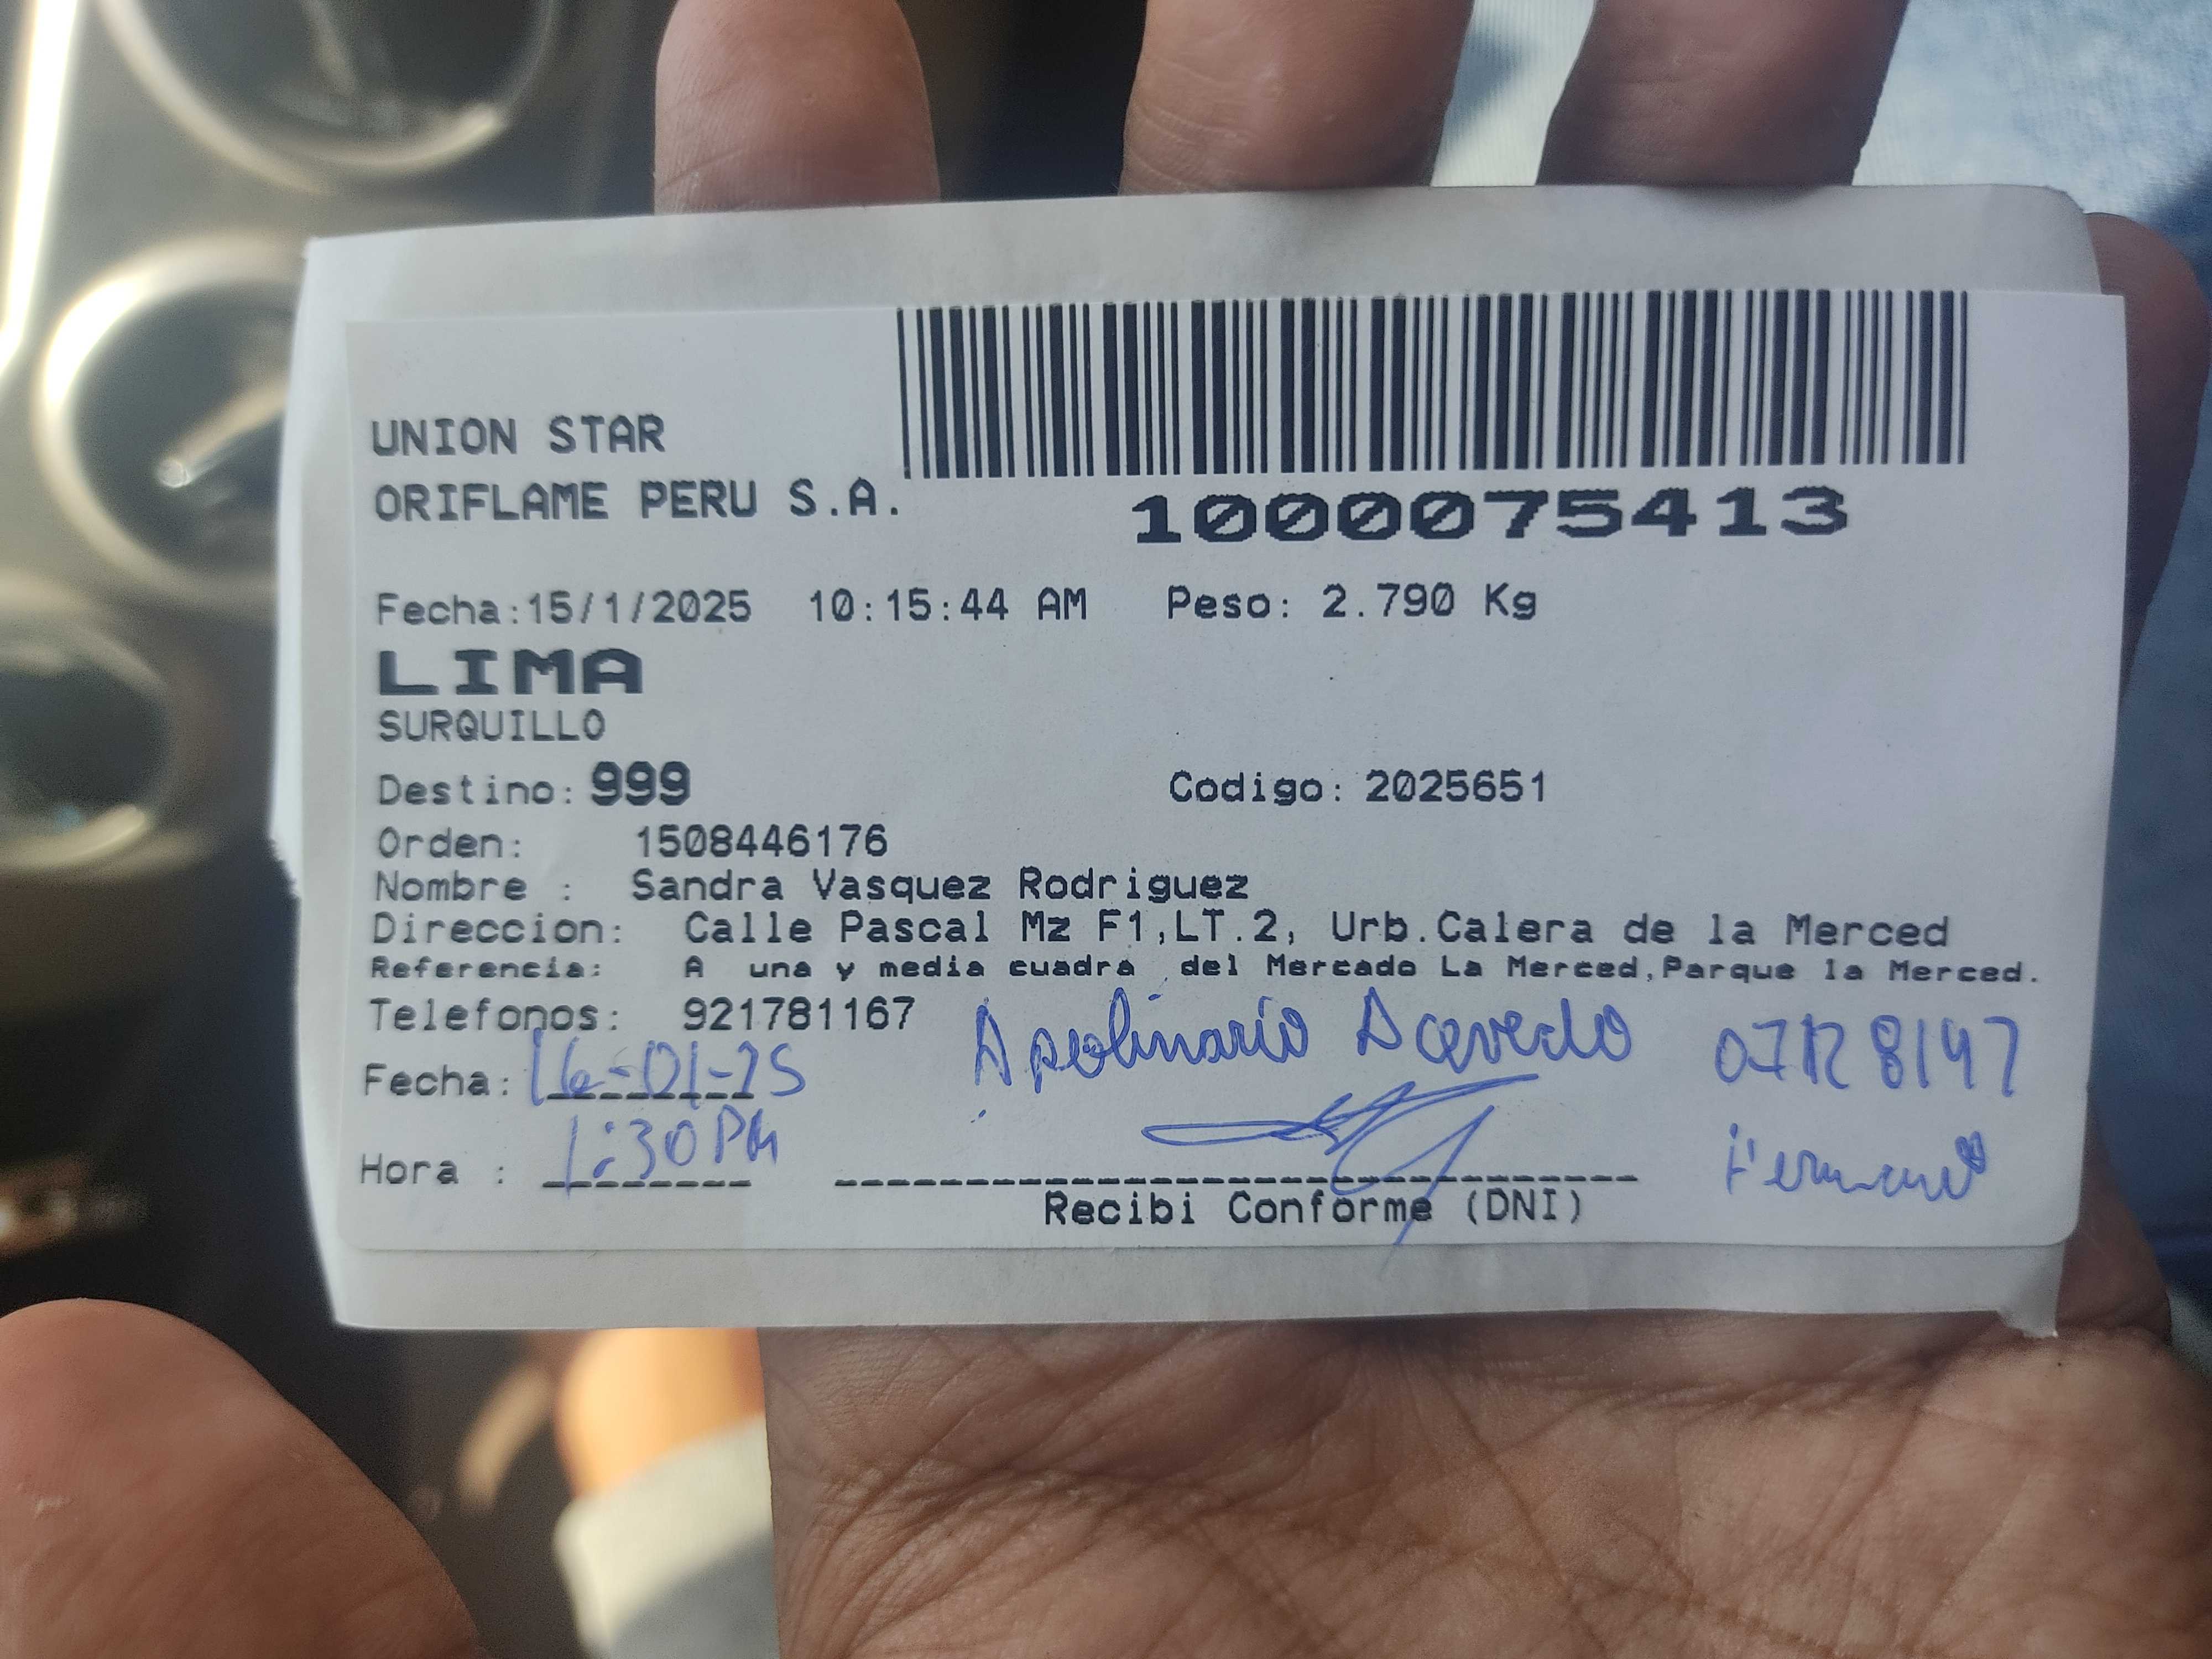 UNION STAR
ORIFLAME PERU S.A.
1000075413
Fecha:15/1/2025 10:15:44 AM Peso: 2.790 Kg
LIMA
SURQUILLO
Destino: 999 Codigo: 2025651
Orden: 1508446176
Nombre : Sandra Vasquez Rodriguez
Direccion: Calle Pascal Mz F1,LT.2, Urb.Calera de la Merced
Referencia: A una y media cuadra del Mercado La Merced,Parque la Merced.
Telefonos: 921781167
Apolinario Acevedo
Fecha: 16-01-25
Hora : 1:30 PM
Recibi Conforme (DNI)